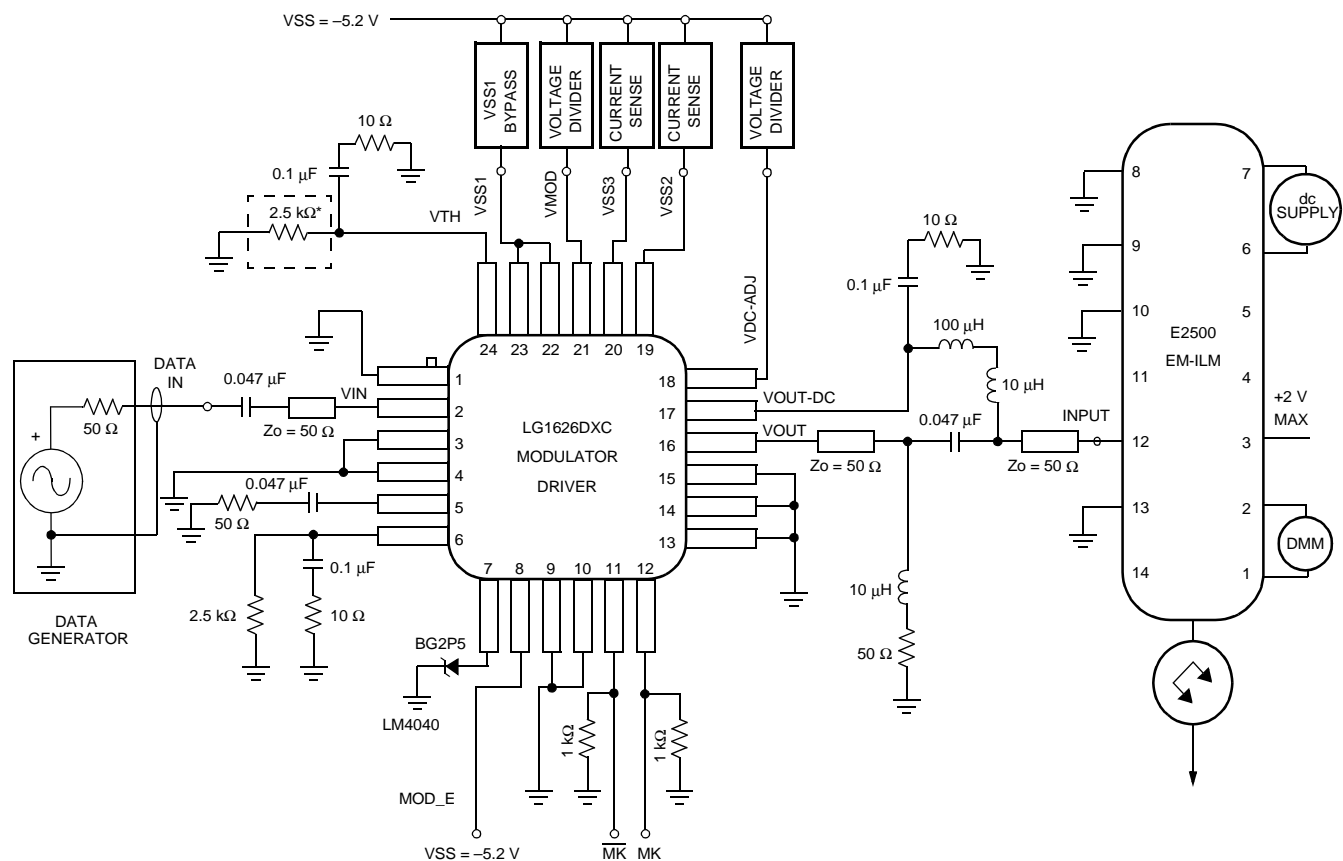 VSS = –5.2 V
VSS1
BYPASS
VOLTAGE
DIVIDER
CURRENT
SENSE
CURRENT
SENSE
VOLTAGE
DIVIDER
10 Ω
0.1 μF
2.5 kΩ*
VTH
VSS1
VMOD
VSS3
VSS2
VDC-ADJ
24
23
22
21
20
19
DATA
IN
50 Ω
+
0.047 μF
VIN
Zo = 50 Ω
1
2
3
4
5
6
0.047 μF
50 Ω
0.1 μF
2.5 kΩ
10 Ω
DATA
GENERATOR
LG1626DXC
MODULATOR
DRIVER
18
17
16
15
14
13
7
8
9
10
11
12
BG2P5
LM4040
MOD_E
VSS = –5.2 V
1 kΩ
1 kΩ
MK
MK
10 Ω
0.1 μF
100 μH
10 μH
VOUT-DC
VOUT
0.047 μF
Zo = 50 Ω
Zo = 50 Ω
INPUT
10 μH
50 Ω
8
9
10
11
12
13
14
E2500
EM-ILM
7
6
5
4
3
2
1
dc
SUPPLY
+2 V
MAX
DMM